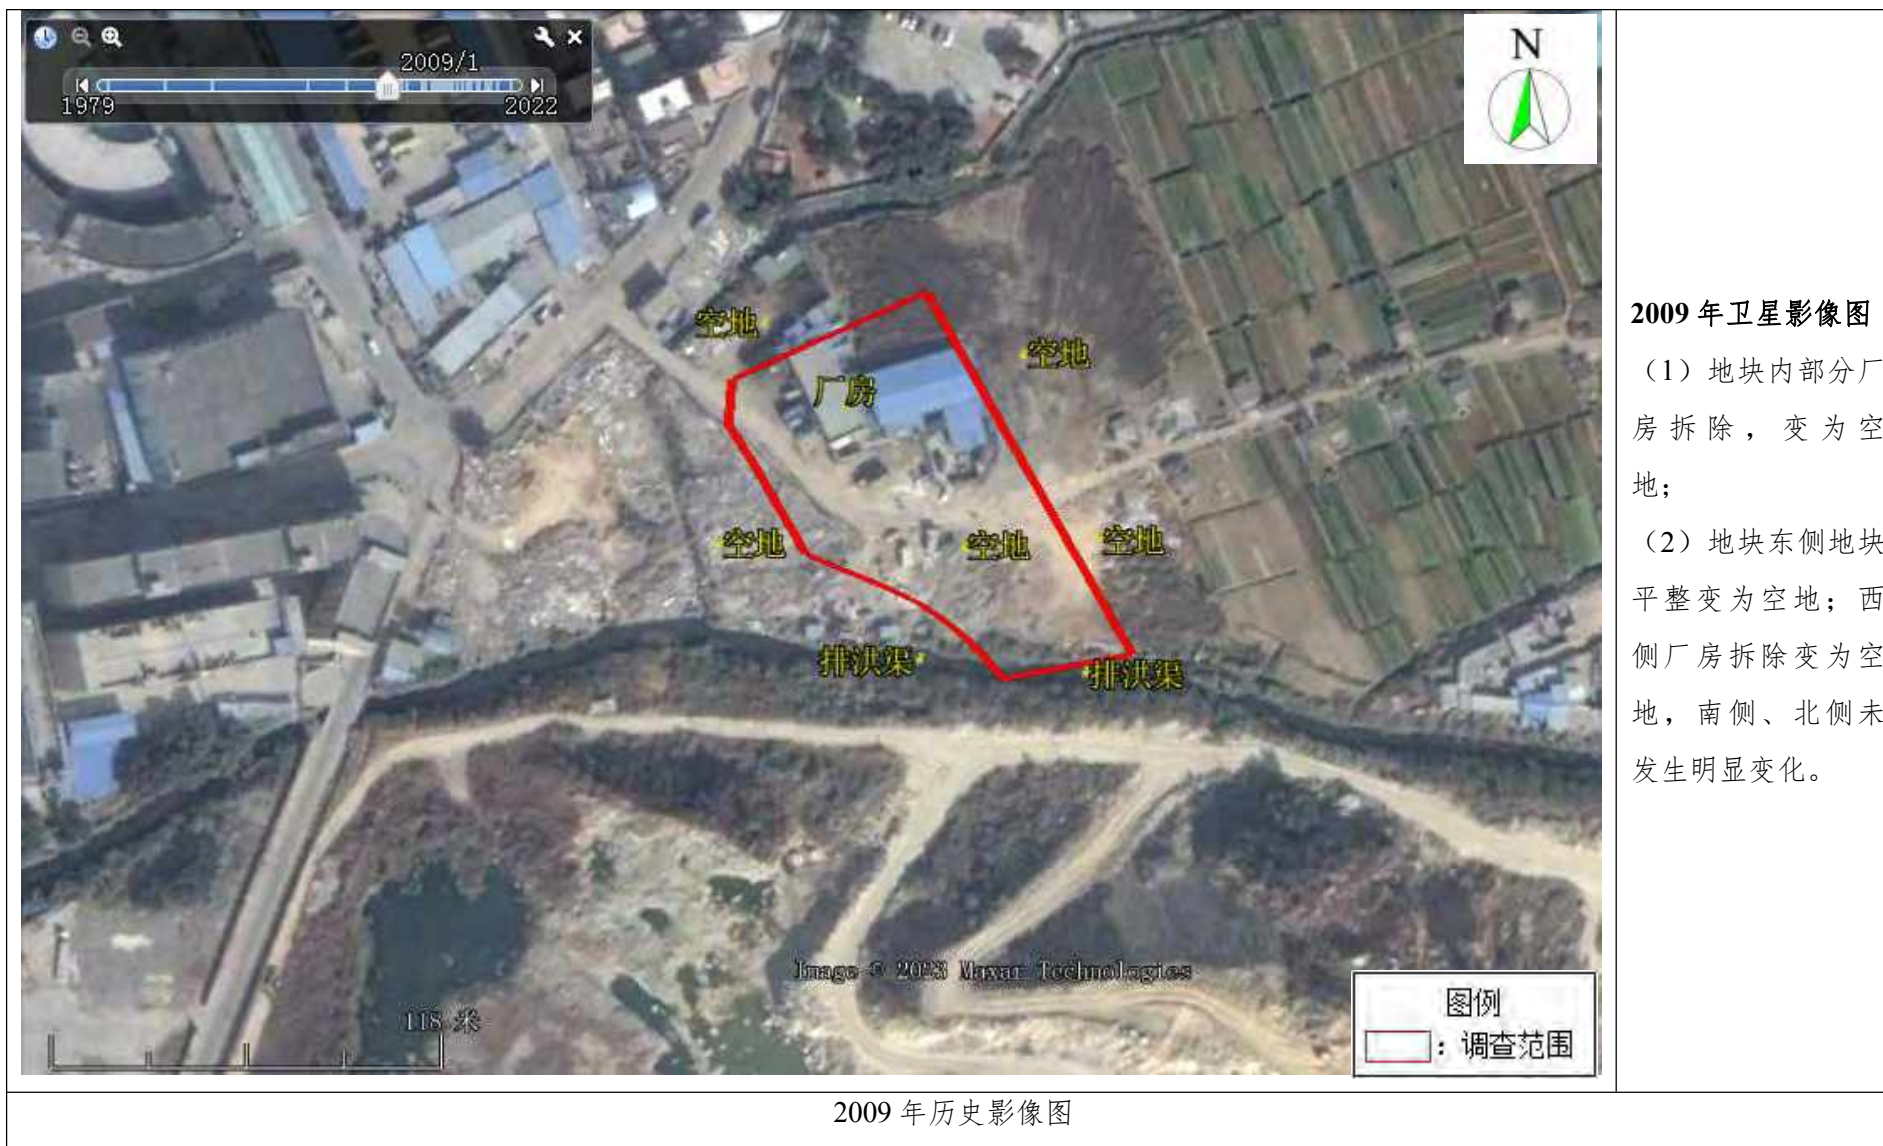 2009/1
1979
2022
N
空地
空地
厂房
空地
空地
空地
排洪渠
排洪渠
Image © 2023 Maxar Technologies
118 米
图例
：调查范围
2009 年卫星影像图
（1）地块内部分厂
房拆除，变为空
地；
（2）地块东侧地块
平整变为空地；西
侧厂房拆除变为空
地，南侧、北侧未
发生明显变化。
2009 年历史影像图